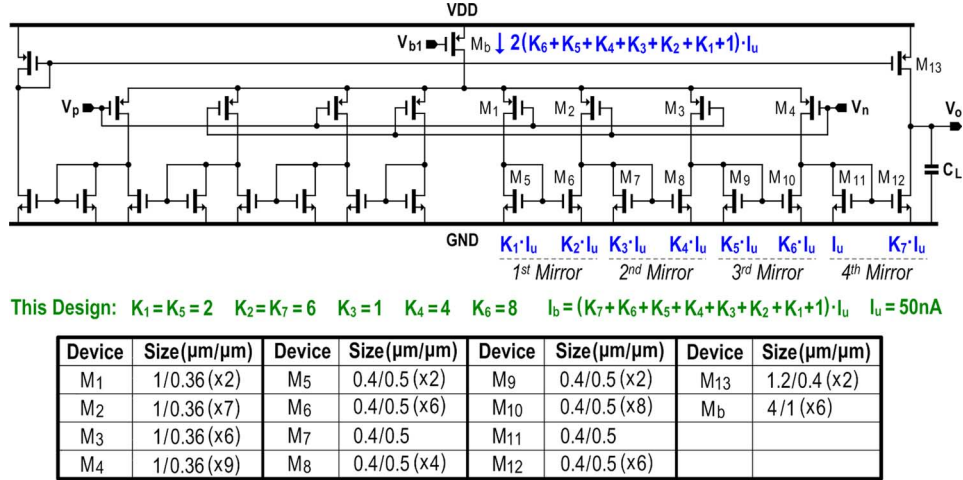 VDD
Vb1 Mb ↓ 2(K6+K5+K4+K3+K2+K1+1)·Iu
M13
Vp M1 M2 M3 M4 Vn Vo
M5 M6 M7 M8 M9 M10 M11 M12 CL
GND K1·Iu K2·Iu K3·Iu K4·Iu K5·Iu K6·Iu Iu K7·Iu
1st Mirror 2nd Mirror 3rd Mirror 4th Mirror
This Design: K1=K5=2 K2=K7=6 K3=1 K4=4 K6=8 Ib=(K7+K6+K5+K4+K3+K2+K1+1)·Iu Iu=50nA
Device Size(μm/μm) Device Size(μm/μm) Device Size(μm/μm) Device Size(μm/μm)
M1 1/0.36 (x2) M5 0.4/0.5 (x2) M9 0.4/0.5 (x2) M13 1.2/0.4 (x2)
M2 1/0.36 (x7) M6 0.4/0.5 (x6) M10 0.4/0.5 (x8) Mb 4/1 (x6)
M3 1/0.36 (x6) M7 0.4/0.5 M11 0.4/0.5
M4 1/0.36 (x9) M8 0.4/0.5 (x4) M12 0.4/0.5 (x6)